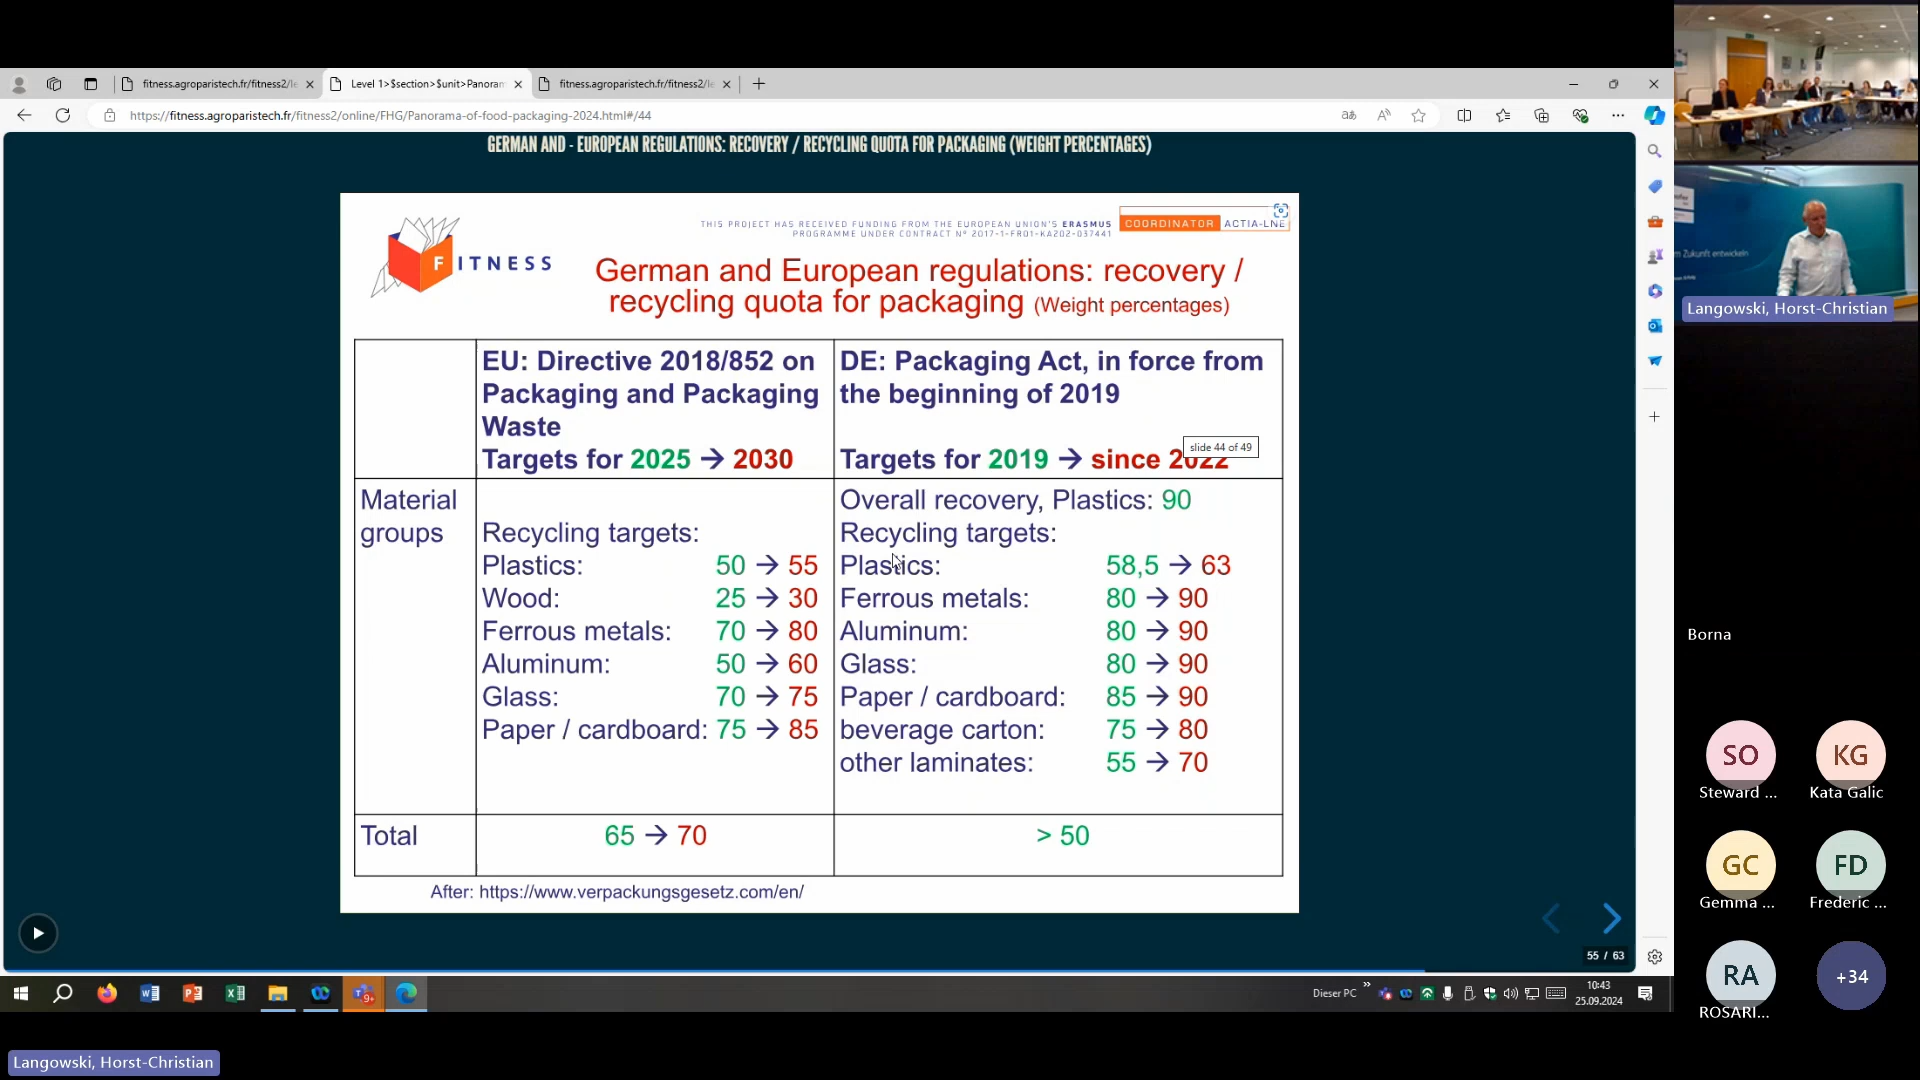 fitness.agroparistech.fr/fitness2/le
Level 1>$section>$unit>Panoram
fitness.agroparistech.fr/fitness2/le
https://fitness.agroparistech.fr/fitness2/online/FHG/Panorama-of-food-packaging-2024.html#/44
GERMAN AND - EUROPEAN REGULATIONS: RECOVERY / RECYCLING QUOTA FOR PACKAGING (WEIGHT PERCENTAGES)
THIS PROJECT HAS RECEIVED FUNDING FROM THE EUROPEAN UNION'S ERASMUS
PROGRAMME UNDER CONTRACT N° 2017-1-FR01-KA202-037441
COORDINATOR ACTIA-LNE
FITNESS
German and European regulations: recovery /
recycling quota for packaging (Weight percentages)
EU: Directive 2018/852 on
Packaging and Packaging
Waste
Targets for 2025 → 2030
DE: Packaging Act, in force from
the beginning of 2019
Targets for 2019 → since 2022
slide 44 of 49
Material
groups
Recycling targets:
Plastics: 50 → 55
Wood: 25 → 30
Ferrous metals: 70 → 80
Aluminum: 50 → 60
Glass: 70 → 75
Paper / cardboard: 75 → 85
Overall recovery, Plastics: 90
Recycling targets:
Plastics: 58,5 → 63
Ferrous metals: 80 → 90
Aluminum: 80 → 90
Glass: 80 → 90
Paper / cardboard: 85 → 90
beverage carton: 75 → 80
other laminates: 55 → 70
Total
65 → 70
> 50
After: https://www.verpackungsgesetz.com/en/
55 / 63
Dieser PC
10:43
25.09.2024
Langowski, Horst-Christian
Zukunft entwickeln
Langowski, Horst-Christian
Borna
SO
Steward ...
KG
Kata Galic
GC
Gemma ...
FD
Frederic ...
RA
ROSARI...
+34